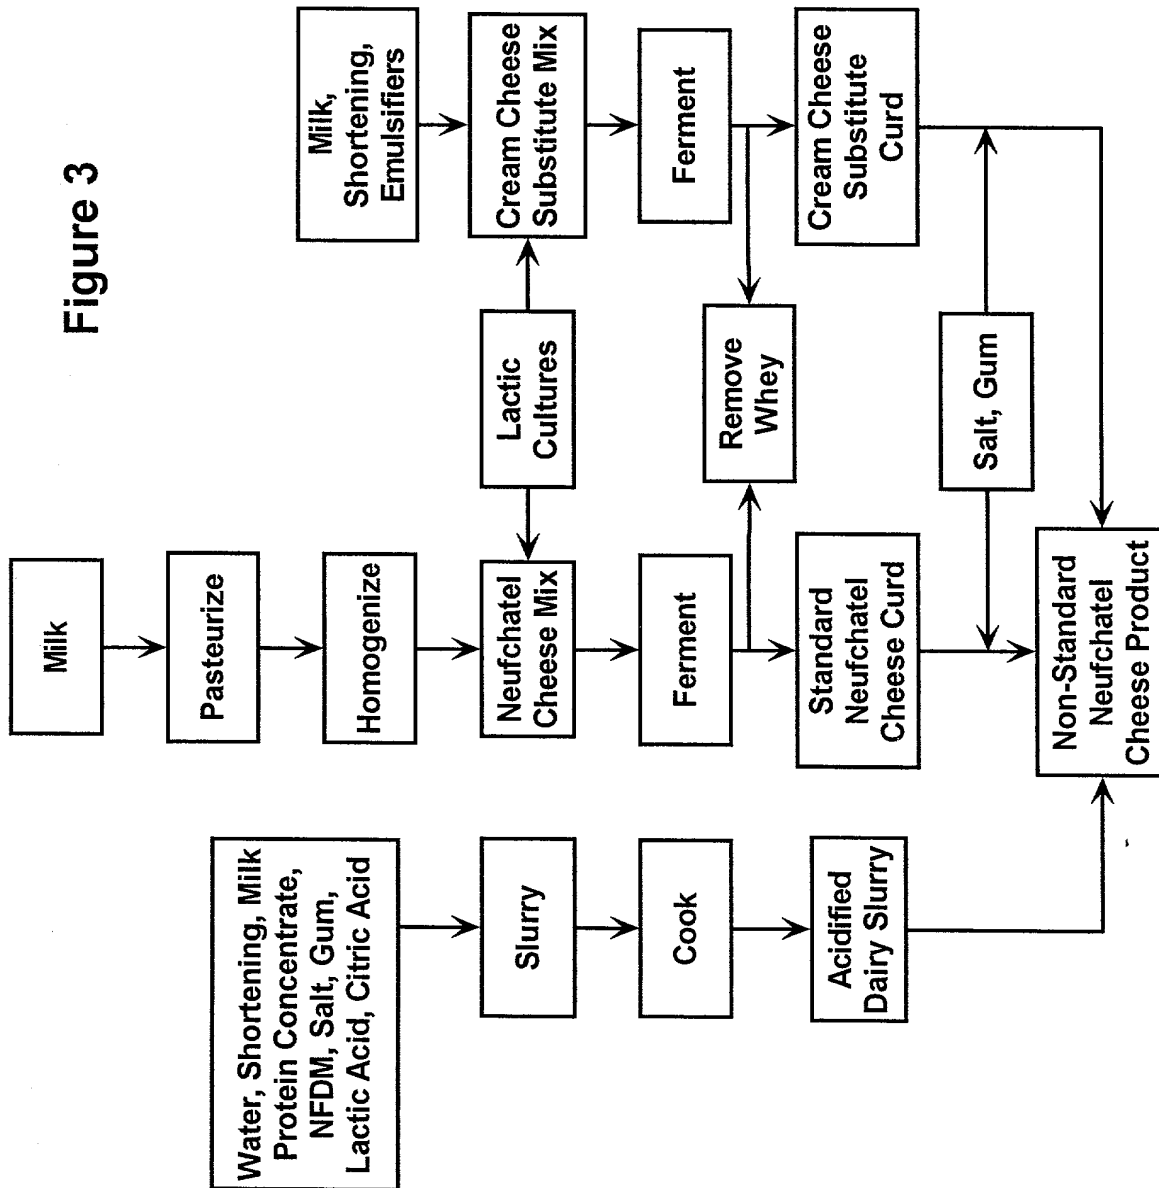 Figure 3
Water, Shortening, Milk
Protein Concentrate,
NFDM, Salt, Gum,
Lactic Acid, Citric Acid
Slurry
Cook
Acidified
Dairy Slurry
Milk
Pasteurize
Homogenize
Neufchatel
Cheese Mix
Ferment
Standard
Neufchatel
Cheese Curd
Non-Standard
Neufchatel
Cheese Product
Lactic
Cultures
Remove
Whey
Salt, Gum
Milk,
Shortening,
Emulsifiers
Cream Cheese
Substitute Mix
Ferment
Cream Cheese
Substitute
Curd